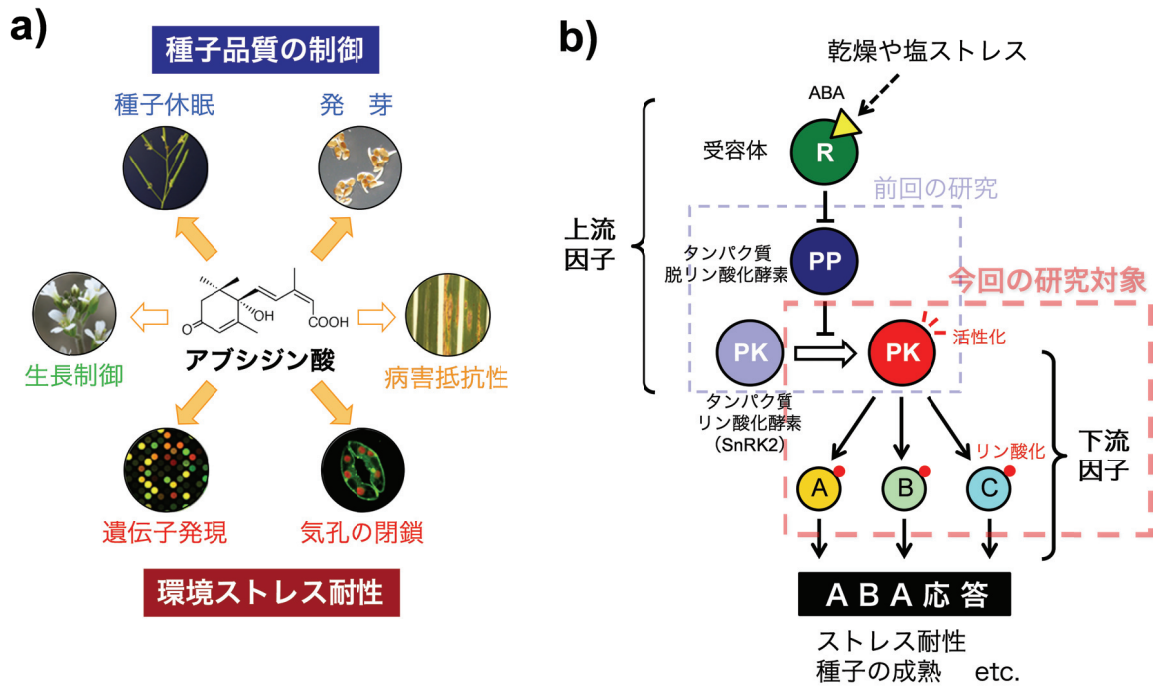 a)
種子品質の制御
種子休眠
発 芽
OH
O
COOH
アブシジン酸
生長制御
病害抵抗性
遺伝子発現
気孔の閉鎖
環境ストレス耐性
b)
乾燥や塩ストレス
ABA
受容体
R
前回の研究
上流
因子
タンパク質
脱リン酸化酵素
PP
今回の研究対象
PK
PK
活性化
タンパク質
リン酸化酵素
(SnRK2)
リン酸化
A
B
C
下流
因子
ABA応答
ストレス耐性
種子の成熟 etc.